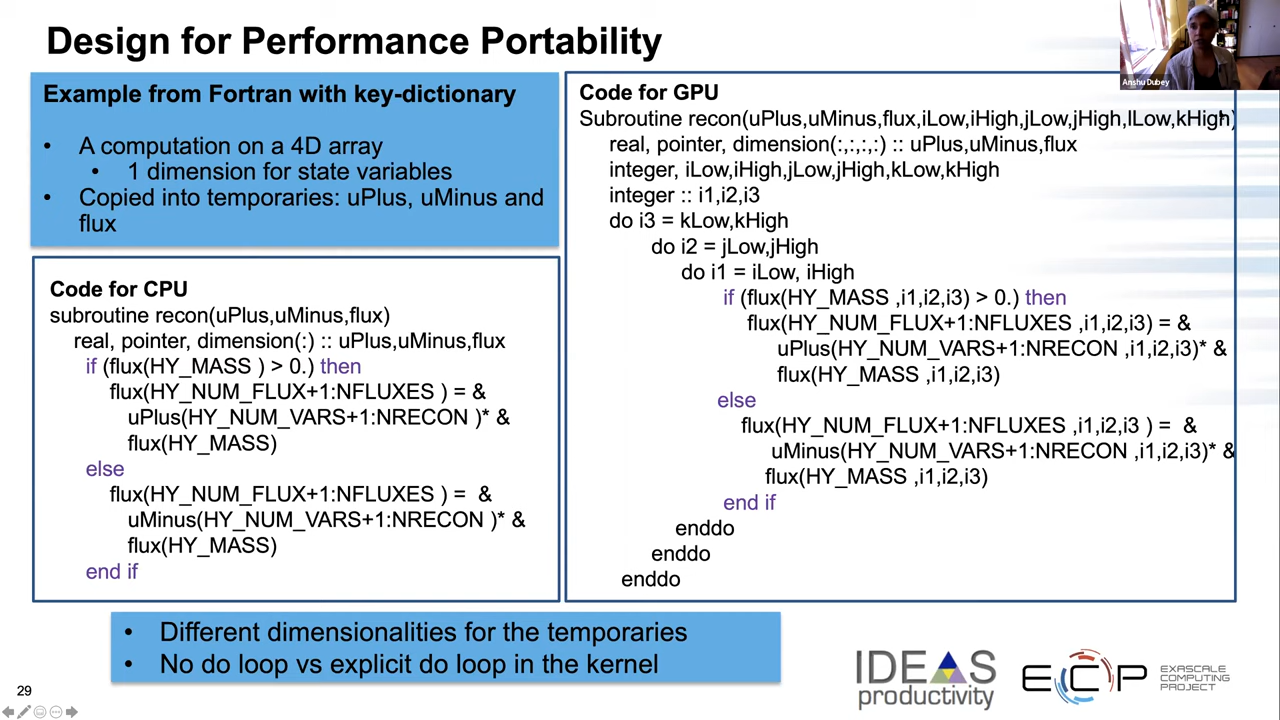 Design for Performance Portability
Anshu Dubey
Example from Fortran with key-dictionary
• A computation on a 4D array
• 1 dimension for state variables
• Copied into temporaries: uPlus, uMinus and
flux
Code for CPU
subroutine recon(uPlus,uMinus,flux)
real, pointer, dimension(:) :: uPlus,uMinus,flux
if (flux(HY_MASS ) > 0.) then
flux(HY_NUM_FLUX+1:NFLUXES ) = &
uPlus(HY_NUM_VARS+1:NRECON )* &
flux(HY_MASS)
else
flux(HY_NUM_FLUX+1:NFLUXES ) = &
uMinus(HY_NUM_VARS+1:NRECON )* &
flux(HY_MASS)
end if
Code for GPU
Subroutine recon(uPlus,uMinus,flux,iLow,iHigh,jLow,jHigh,lLow,kHigh)
real, pointer, dimension(:,:,:,:) :: uPlus,uMinus,flux
integer, iLow,iHigh,jLow,jHigh,kLow,kHigh
integer :: i1,i2,i3
do i3 = kLow,kHigh
do i2 = jLow,jHigh
do i1 = iLow, iHigh
if (flux(HY_MASS ,i1,i2,i3) > 0.) then
flux(HY_NUM_FLUX+1:NFLUXES ,i1,i2,i3) = &
uPlus(HY_NUM_VARS+1:NRECON ,i1,i2,i3)* &
flux(HY_MASS ,i1,i2,i3)
else
flux(HY_NUM_FLUX+1:NFLUXES ,i1,i2,i3 ) = &
uMinus(HY_NUM_VARS+1:NRECON ,i1,i2,i3)* &
flux(HY_MASS ,i1,i2,i3)
end if
enddo
enddo
enddo
• Different dimensionalities for the temporaries
• No do loop vs explicit do loop in the kernel
29
IDEAS
productivity
ECP
EXASCALE
COMPUTING
PROJECT